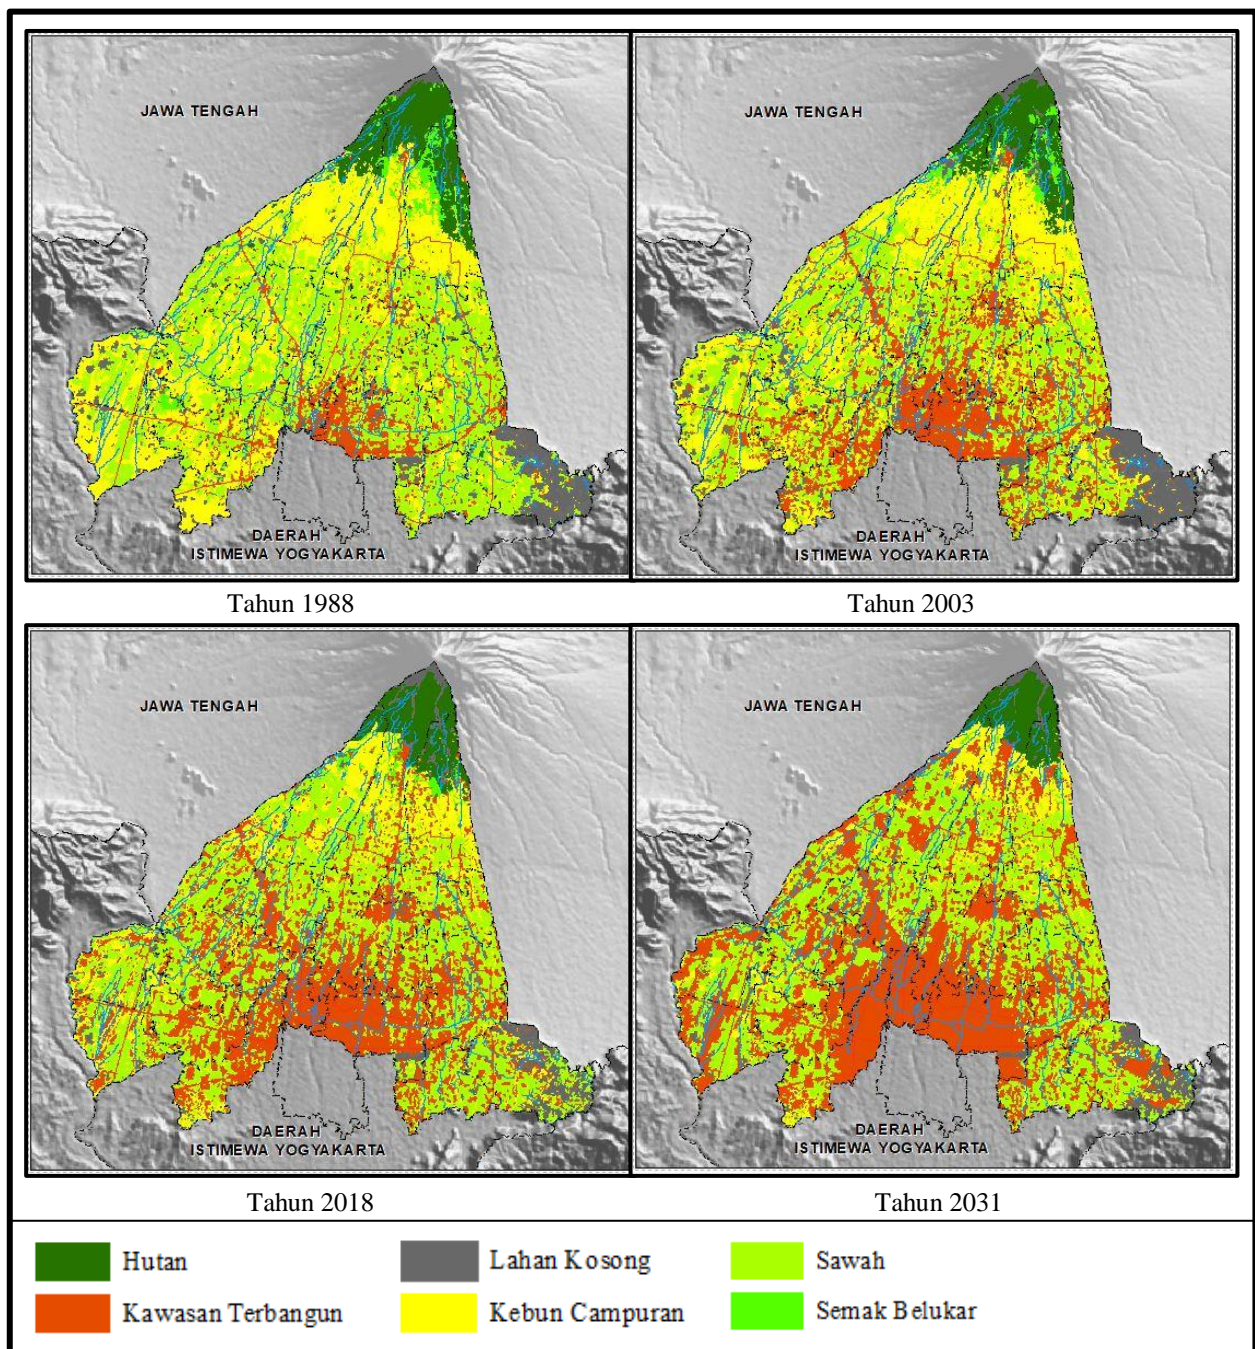 JAWA TENGAH
DAERAH
ISTIMEWA YOGYAKARTA
JAWA TENGAH
DAERAH
ISTIMEWA YOGYAKARTA
Tahun 1988
Tahun 2003
JAWA TENGAH
DAERAH
ISTIMEWA YOGYAKARTA
JAWA TENGAH
DAERAH
ISTIMEWA YOGYAKARTA
Tahun 2018
Tahun 2031
Hutan
Lahan Kosong
Sawah
Kawasan Terbangun
Kebun Campuran
Semak Belukar